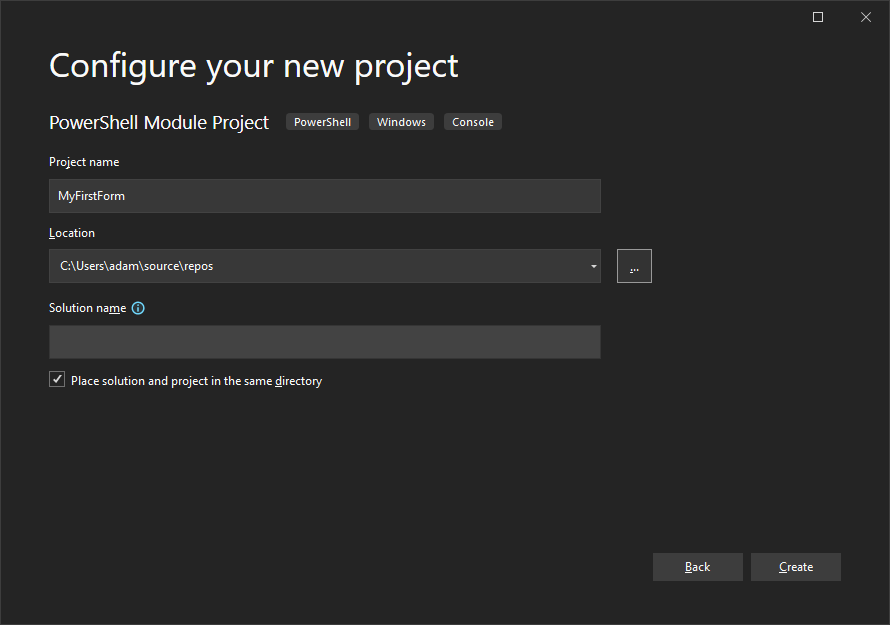 Configure your new project
PowerShell Module Project PowerShell Windows Console
Project name
MyFirstForm
Location
C:\Users\adam\source\repos
...
Solution name
Place solution and project in the same directory
Back Create